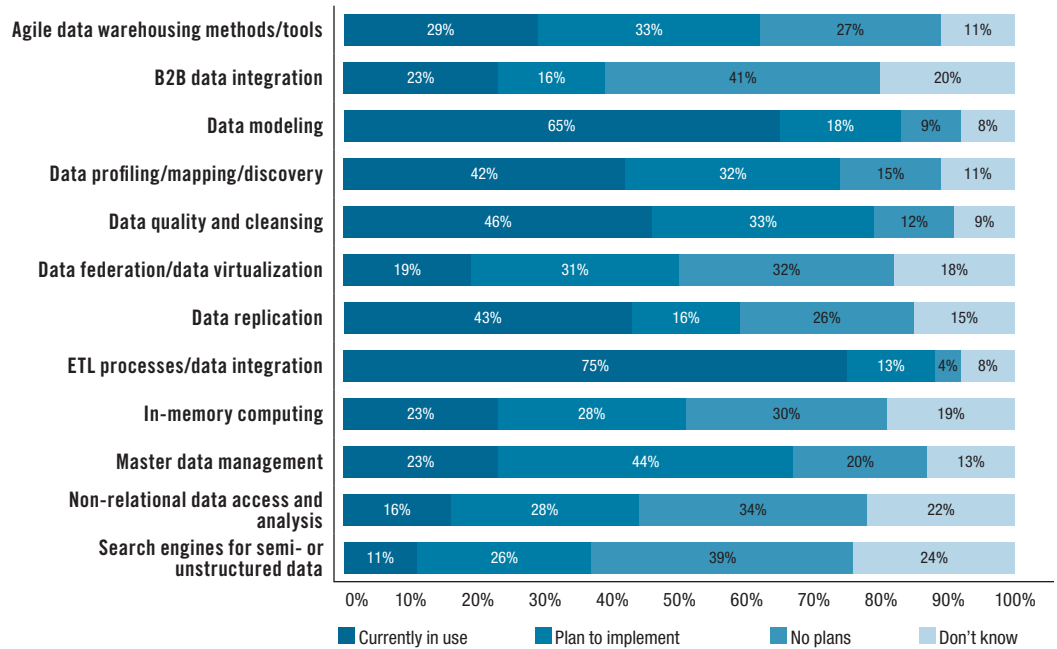 Agile data warehousing methods/tools 29% 33% 27% 11%
B2B data integration 23% 16% 41% 20%
Data modeling 65% 18% 9% 8%
Data profiling/mapping/discovery 42% 32% 15% 11%
Data quality and cleansing 46% 33% 12% 9%
Data federation/data virtualization 19% 31% 32% 18%
Data replication 43% 16% 26% 15%
ETL processes/data integration 75% 13% 4% 8%
In-memory computing 23% 28% 30% 19%
Master data management 23% 44% 20% 13%
Non-relational data access and
analysis 16% 28% 34% 22%
Search engines for semi- or
unstructured data 11% 26% 39% 24%
0% 10% 20% 30% 40% 50% 60% 70% 80% 90% 100%
Currently in use Plan to implement No plans Don't know